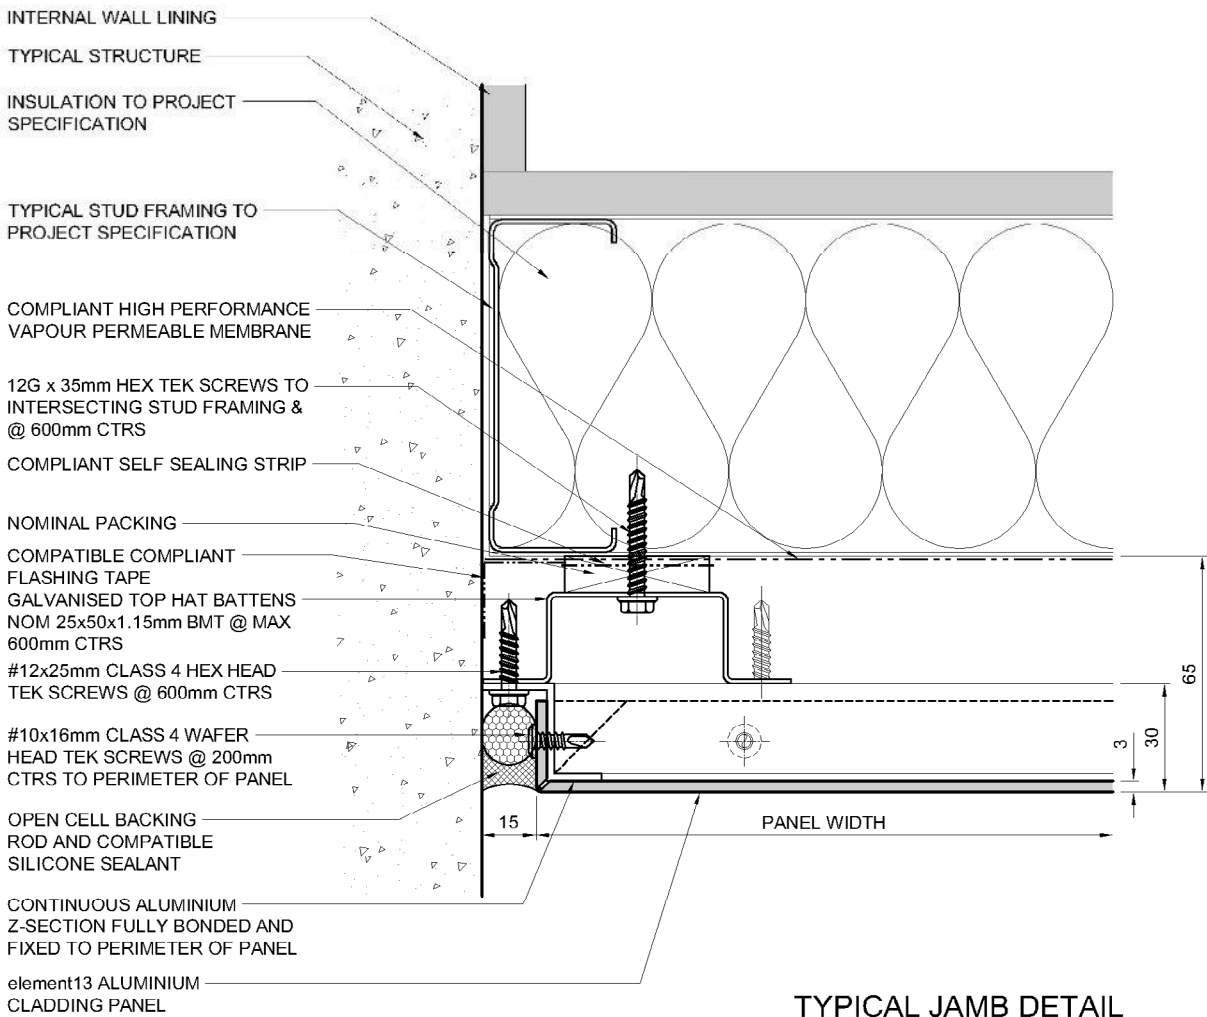 INTERNAL WALL LINING
TYPICAL STRUCTURE
INSULATION TO PROJECT
SPECIFICATION
TYPICAL STUD FRAMING TO
PROJECT SPECIFICATION
COMPLIANT HIGH PERFORMANCE
VAPOUR PERMEABLE MEMBRANE
12G x 35mm HEX TEK SCREWS TO
INTERSECTING STUD FRAMING &
@ 600mm CTRS
COMPLIANT SELF SEALING STRIP
NOMINAL PACKING
COMPATIBLE COMPLIANT
FLASHING TAPE
GALVANISED TOP HAT BATTENS
NOM 25x50x1.15mm BMT @ MAX
600mm CTRS
#12x25mm CLASS 4 HEX HEAD
TEK SCREWS @ 600mm CTRS
#10x16mm CLASS 4 WAFER
HEAD TEK SCREWS @ 200mm
CTRS TO PERIMETER OF PANEL
OPEN CELL BACKING
ROD AND COMPATIBLE
SILICONE SEALANT
CONTINUOUS ALUMINIUM
Z-SECTION FULLY BONDED AND
FIXED TO PERIMETER OF PANEL
element13 ALUMINIUM
CLADDING PANEL
15
PANEL WIDTH
3
30
65
TYPICAL JAMB DETAIL